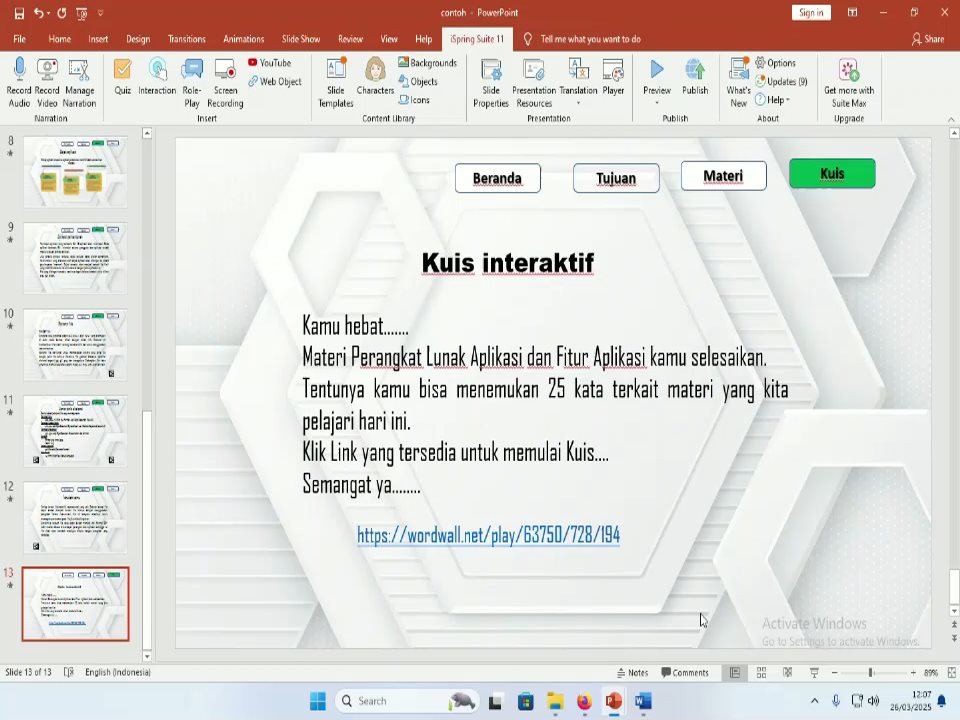 contoh - PowerPoint
Sign in
File Home Insert Design Transitions Animations Slide Show Review View Help iSpring Suite 11 Tell me what you want to do Share
Record Audio
Record Video
Manage Narration
Narration
Quiz
Interaction
Role-Play
Screen Recording
YouTube
Web Object
Insert
Slide Templates
Characters
Backgrounds
Objects
Icons
Content Library
Slide Properties
Presentation Resources
Translation
Player
Presentation
Preview
Publish
Publish
What's New
Options
Updates (9)
Help
About
Get more with Suite Max
Upgrade
8
9
10
11
12
13
Beranda Tujuan Materi Kuis
Kuis interaktif
Kamu hebat.......
Materi Perangkat Lunak Aplikasi dan Fitur Aplikasi kamu selesaikan.
Tentunya kamu bisa menemukan 25 kata terkait materi yang kita
pelajari hari ini.
Klik Link yang tersedia untuk memulai Kuis....
Semangat ya........
https://wordwall.net/play/63750/728/194
Activate Windows
Go to Settings to activate Windows.
Slide 13 of 13 English (Indonesia) Notes Comments 89%
Search
12:07
26/03/2025